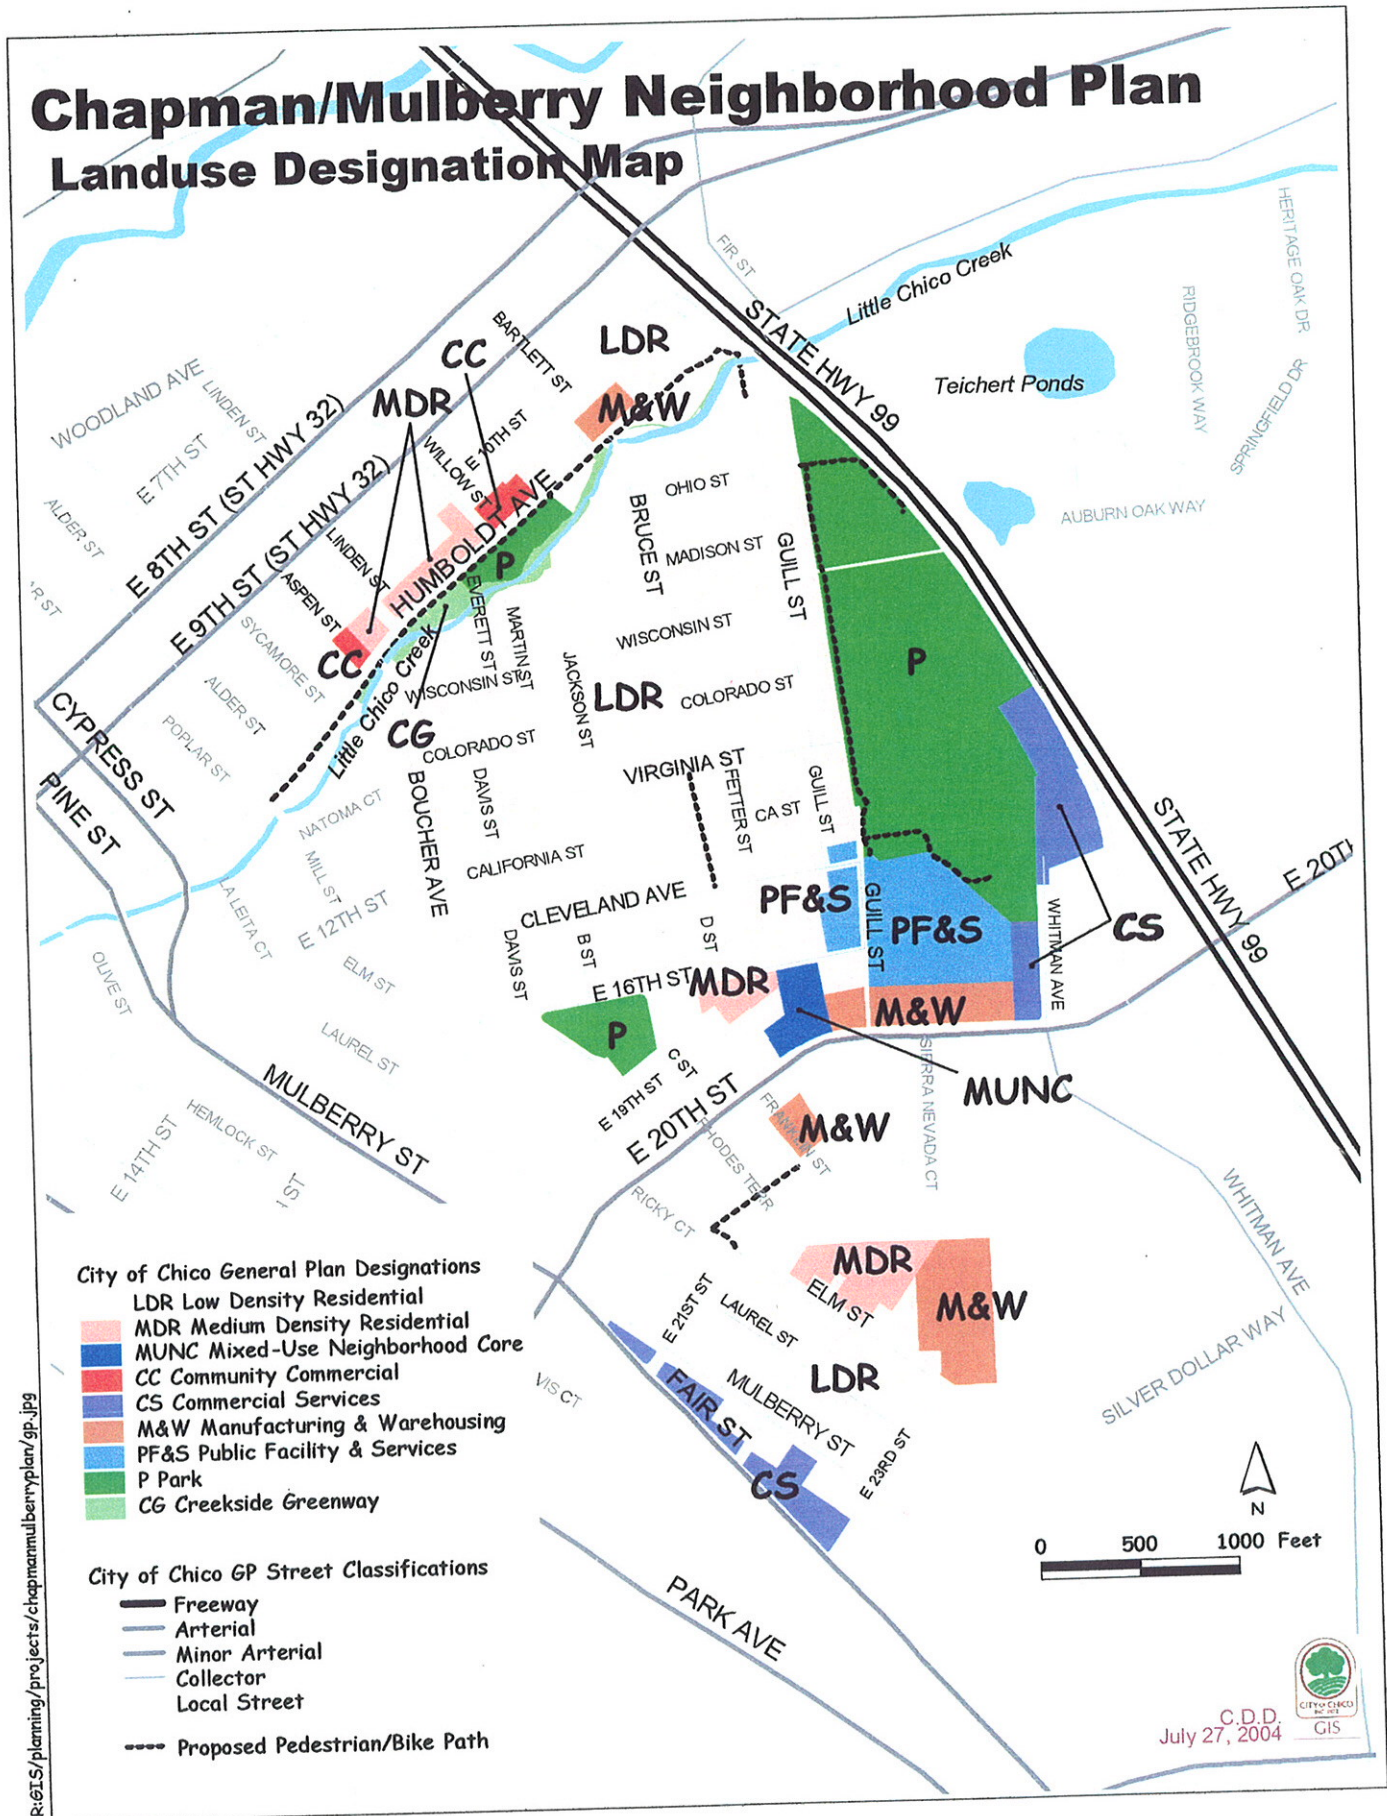 Chapman/Mulberry Neighborhood Plan
Landuse Designation Map
FIR ST
Little Chico Creek
STATE HWY 99
HERITAGE OAK DR
RIDGEBROOK WAY
SPRINGFIELD DR
Teichert Ponds
AUBURN OAK WAY
BARTLETT ST
LDR
CC
MDR
M&W
WOODLAND AVE
LINDEN ST
E 7TH ST
E 8TH ST (ST HWY 32)
E 9TH ST (ST HWY 32)
ALDER ST
E 10TH ST
WILLOW ST
HUMBOLDT AVE
LINDEN ST
ASPEN ST
SYCAMORE ST
ALDER ST
POPLAR ST
CC
P
OHIO ST
BRUCE ST
MADISON ST
GUILL ST
EVERETT ST
MARTIN ST
WISCONSIN ST
WISCONSIN ST
JACKSON ST
LDR
COLORADO ST
P
CG
COLORADO ST
Little Chico Creek
CYPRESS ST
PINE ST
BOUCHER AVE
DAVIS ST
VIRGINIA ST
FETTER ST
CA ST
GUILL ST
NATOMA CT
MILL ST
CALIFORNIA ST
CLEVELAND AVE
LA LEITA CT
E 12TH ST
ELM ST
OLIVE ST
DAVIS ST
B ST
D ST
PF&S
GUILL ST
PF&S
WHITMAN AVE
CS
STATE HWY 99
E 16TH ST
MDR
M&W
P
LAUREL ST
C ST
E 19TH ST
E 20TH ST
MUNC
MULBERRY ST
HEMLOCK ST
E 14TH ST
FRANKLIN ST
M&W
SIERRA NEVADA CT
RHODES TERR
RICKY CT
WHITMAN AVE
MDR
M&W
ELM ST
E 21ST ST
LAUREL ST
LDR
SILVER DOLLAR WAY
FAIR ST
MULBERRY ST
E 23RD ST
CS
VIS CT
PARK AVE
City of Chico General Plan Designations
LDR Low Density Residential
MDR Medium Density Residential
MUNC Mixed-Use Neighborhood Core
CC Community Commercial
CS Commercial Services
M&W Manufacturing & Warehousing
PF&S Public Facility & Services
P Park
CG Creekside Greenway
City of Chico GP Street Classifications
Freeway
Arterial
Minor Arterial
Collector
Local Street
Proposed Pedestrian/Bike Path
N
0 500 1000 Feet
CITY OF CHICO
GIS
C.D.D.
July 27, 2004
R:GIS/planning/projects/chapmanmulberryplan/gp.jpg